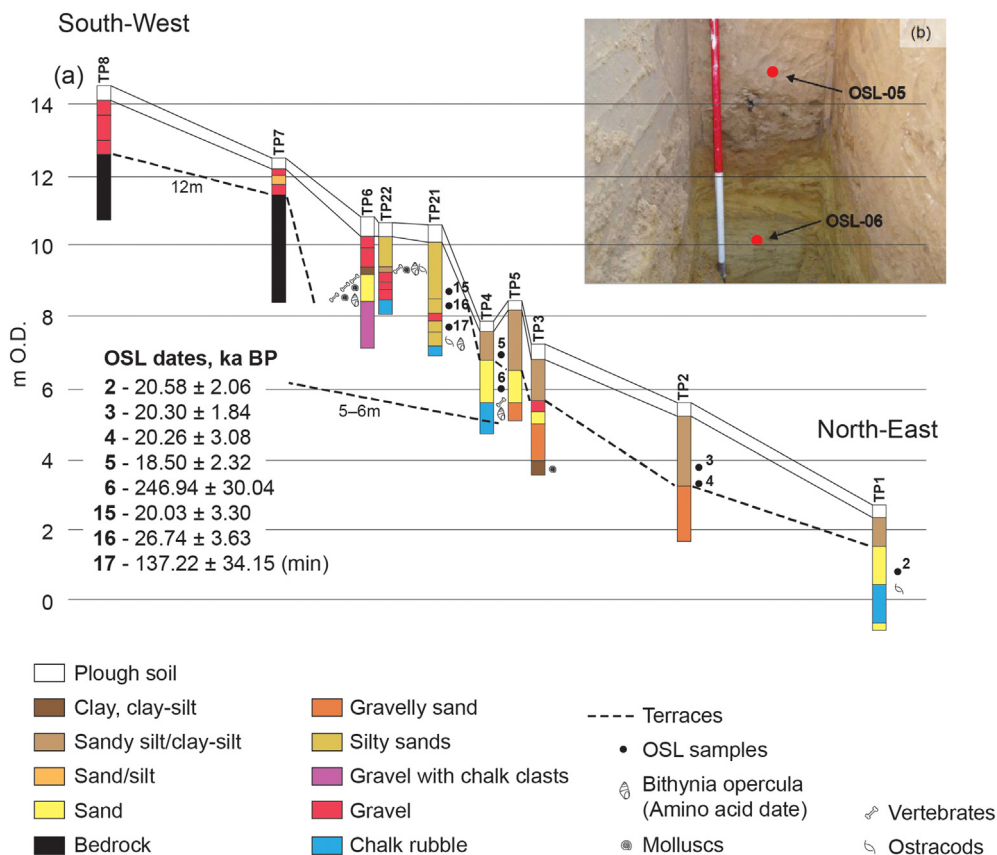 South-West
(a)
(b)
OSL-05
OSL-06
TP8
TP7
TP6
TP22
TP21
TP4
TP5
TP3
TP2
TP1
14
12
10
8
6
4
2
0
m O.D.
12m
15
16
17
5
6
5–6m
3
4
2
North-East
OSL dates, ka BP
2 - 20.58 ± 2.06
3 - 20.30 ± 1.84
4 - 20.26 ± 3.08
5 - 18.50 ± 2.32
6 - 246.94 ± 30.04
15 - 20.03 ± 3.30
16 - 26.74 ± 3.63
17 - 137.22 ± 34.15 (min)
Plough soil
Clay, clay-silt
Sandy silt/clay-silt
Sand/silt
Sand
Bedrock
Gravelly sand
Silty sands
Gravel with chalk clasts
Gravel
Chalk rubble
Terraces
OSL samples
Bithynia opercula
(Amino acid date)
Molluscs
Vertebrates
Ostracods